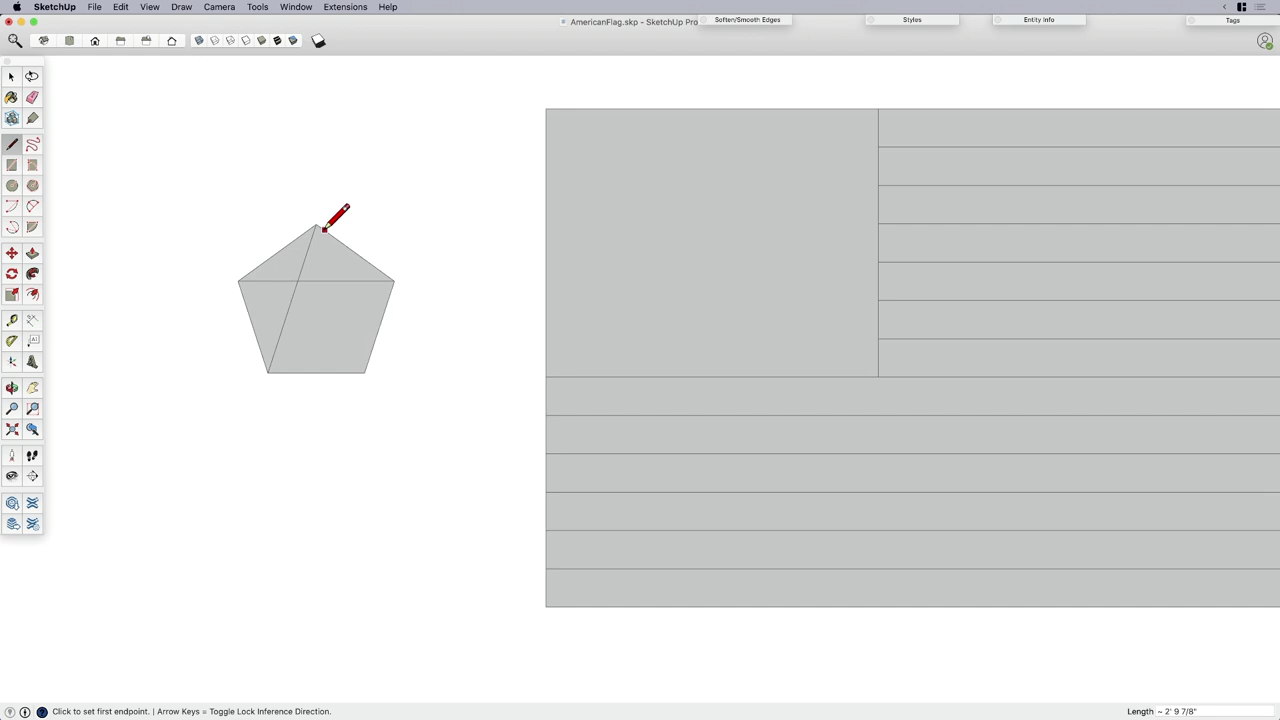 SketchUp File Edit View Draw Camera Tools Window Extensions Help
AmericanFlag.skp - SketchUp Pro
Soften/Smooth Edges
Styles
Entity Info
Tags
Click to set first endpoint. | Arrow Keys = Toggle Lock Inference Direction.
Length ~ 2' 9 7/8"